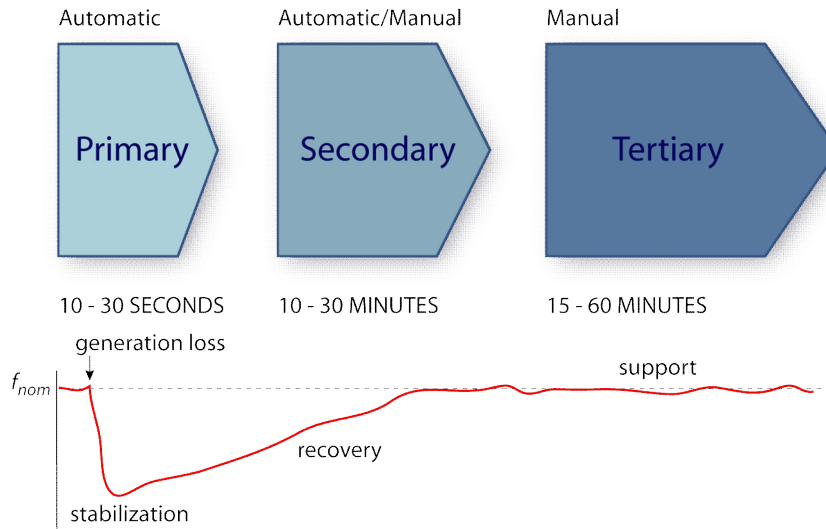 Automatic
Automatic/Manual
Manual
Primary
Secondary
Tertiary
10 - 30 SECONDS
10 - 30 MINUTES
15 - 60 MINUTES
generation loss
support
fnom
recovery
stabilization